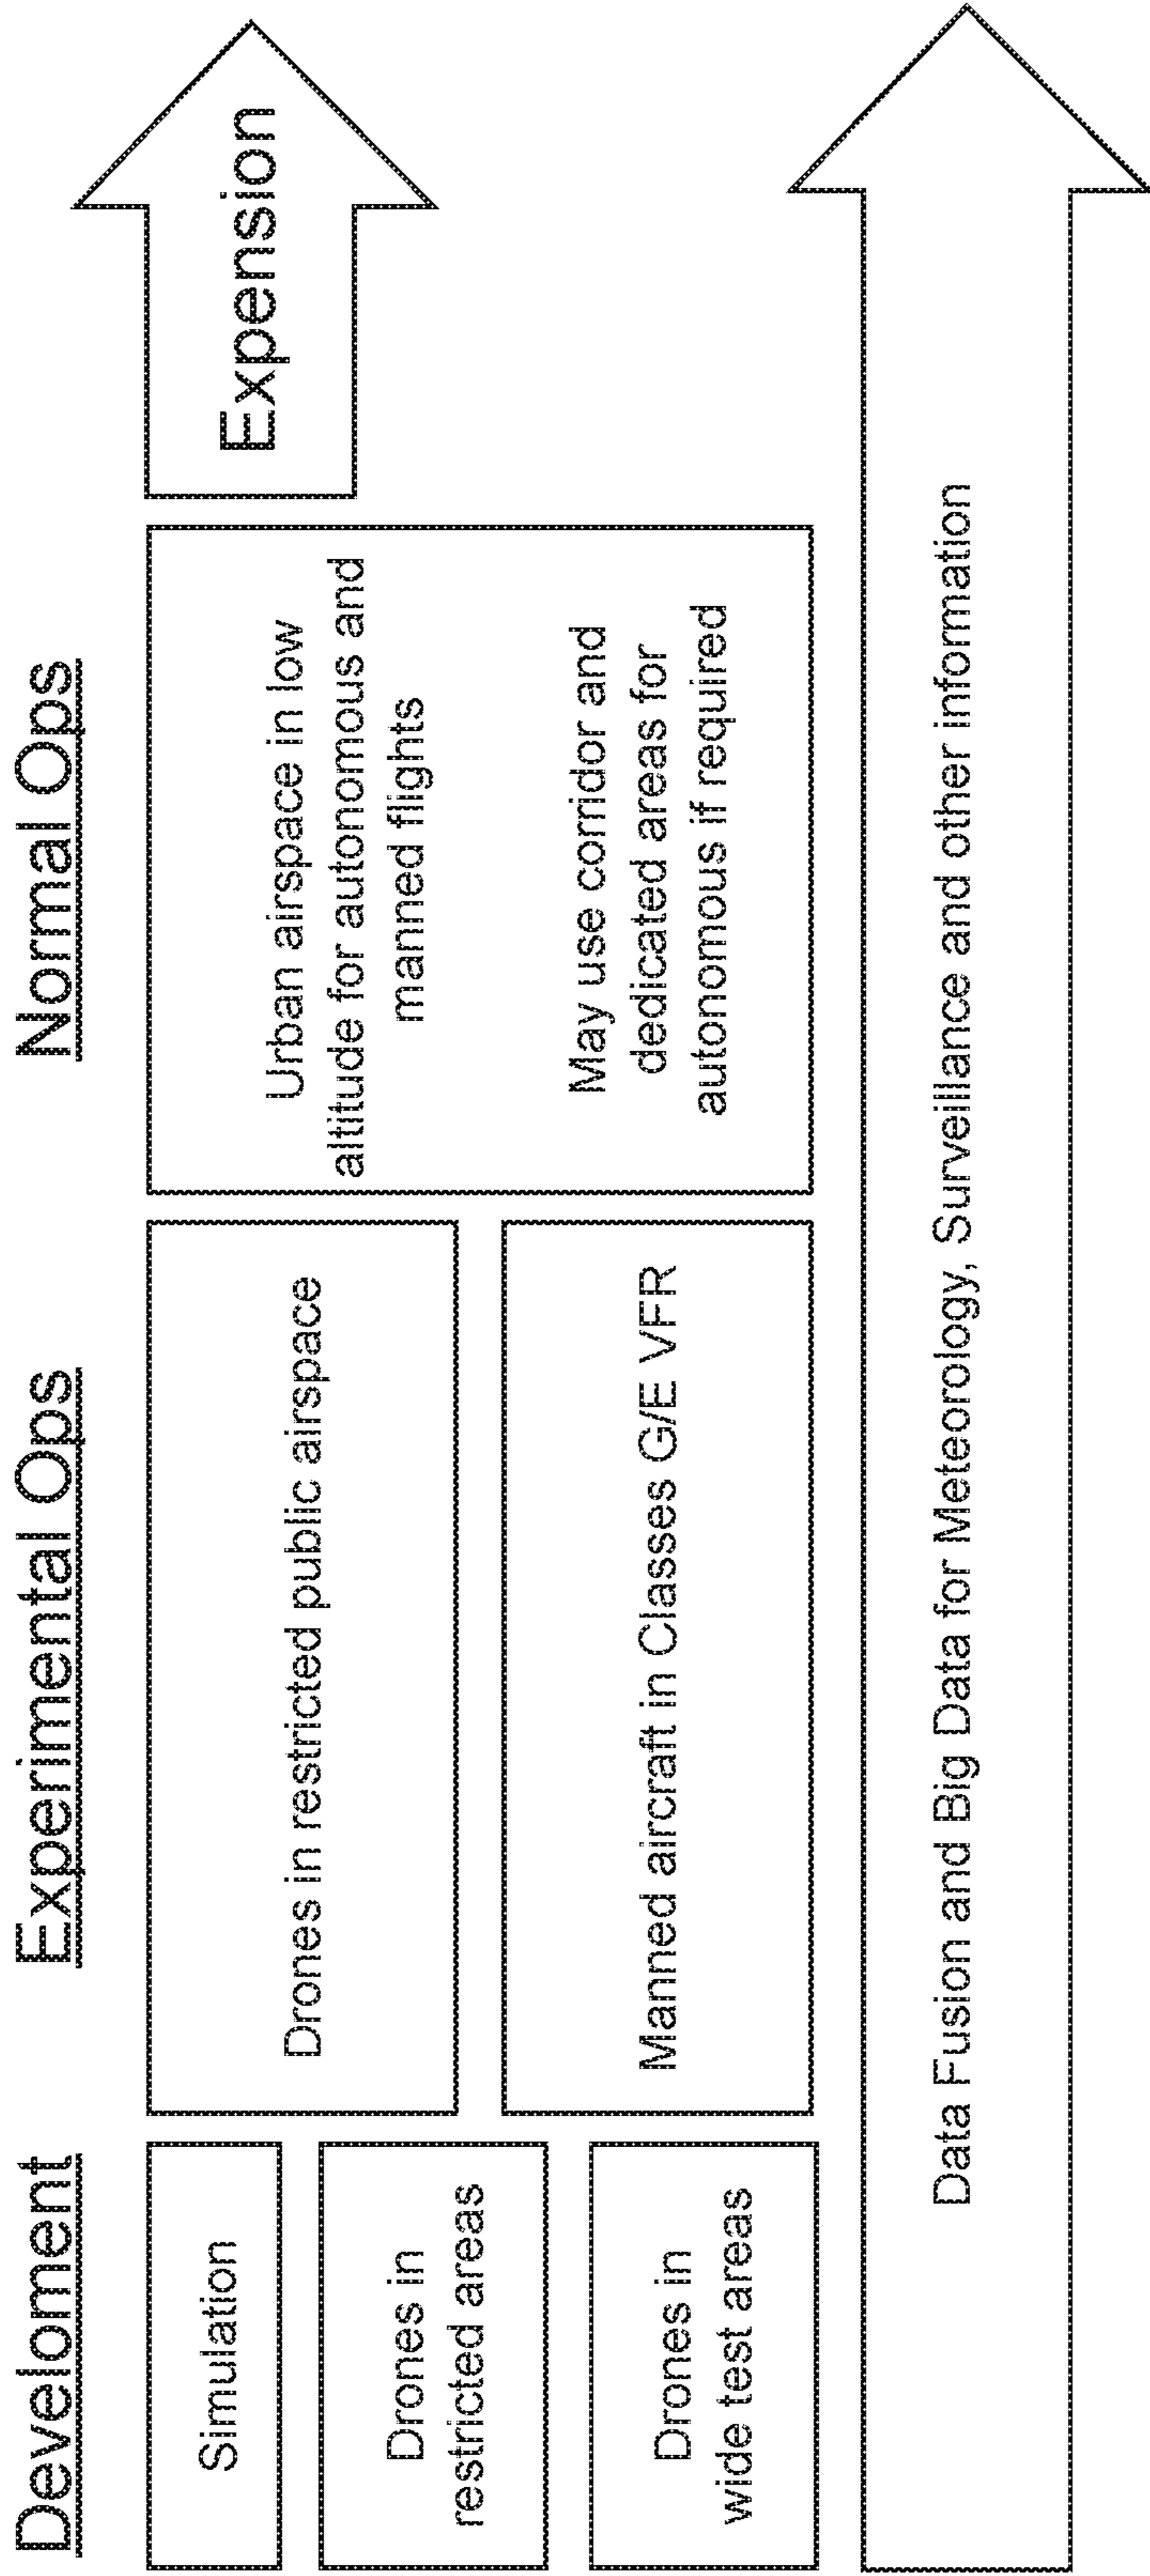 Develoment
Experimental Ops
Normal Ops
Simulation
Drones in
restricted areas
Drones in
wide test areas
Drones in restricted public airspace
Manned aircraft in Classes G/E VFR
Urban airspace in low
altitude for autonomous and
manned flights
May use corridor and
dedicated areas for
autonomous if required
Expension
Data Fusion and Big Data for Meteorology, Surveillance and other information